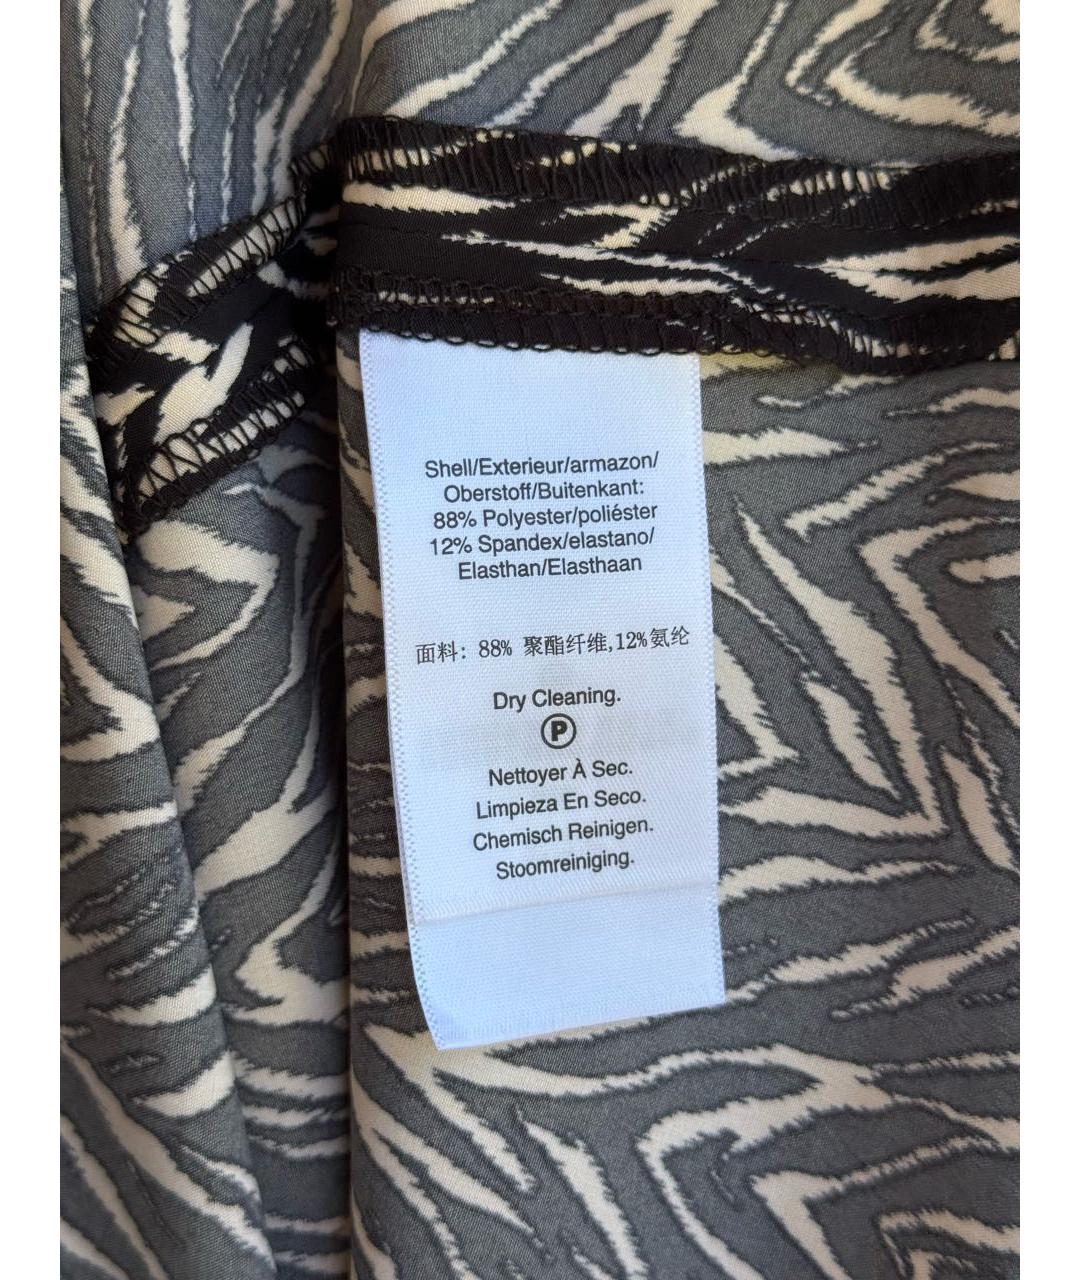 Shell/Exterieur/armazon/
Oberstoff/Buitenkant:
88% Polyester/poliéster
12% Spandex/elastano/
Elasthan/Elasthaan
面料: 88% 聚酯纤维,12%氨纶
Dry Cleaning.
P
Nettoyer À Sec.
Limpieza En Seco.
Chemisch Reinigen.
Stoomreiniging.